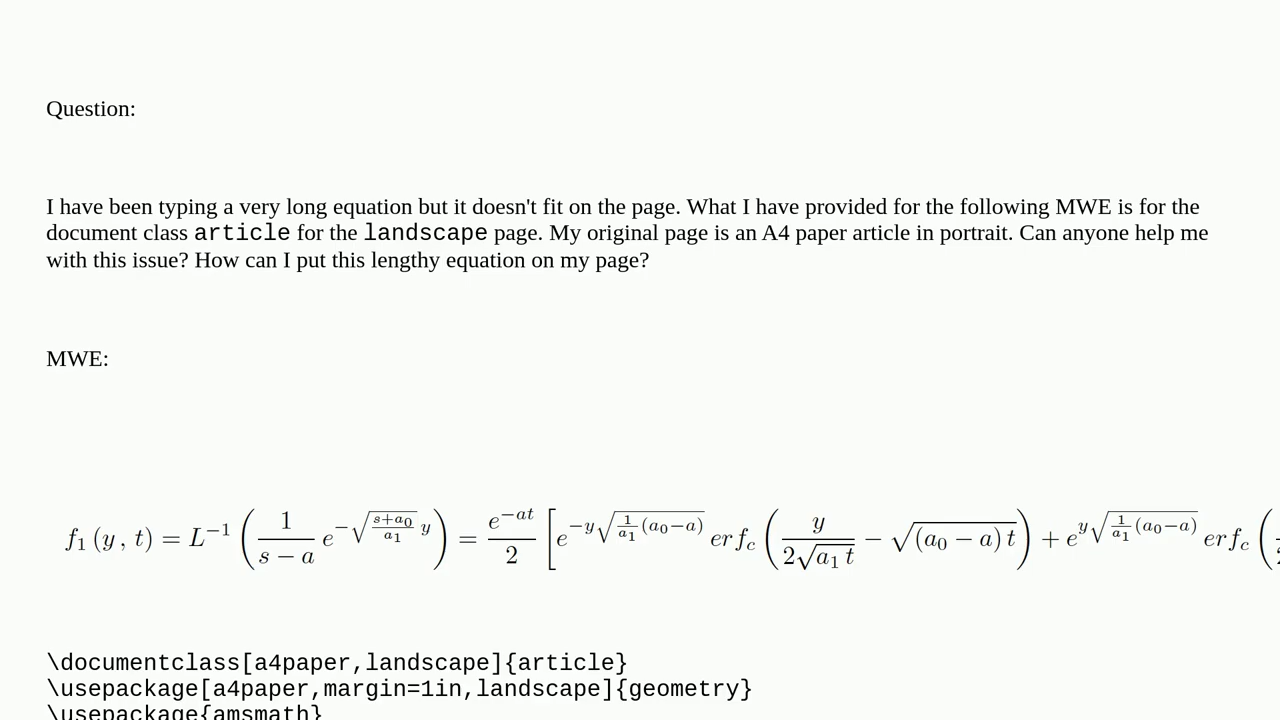 Question:
I have been typing a very long equation but it doesn't fit on the page. What I have provided for the following MWE is for the
document class article for the landscape page. My original page is an A4 paper article in portrait. Can anyone help me
with this issue? How can I put this lengthy equation on my page?
MWE:
f_1 (y , t) = L^{-1} \left( \frac{1}{s-a} e^{-\sqrt{\frac{s+a_0}{a_1}} y} \right) = \frac{e^{-at}}{2} \left[ e^{-y\sqrt{\frac{1}{a_1}(a_0-a)}} erf_c \left( \frac{y}{2\sqrt{a_1 t}} - \sqrt{(a_0-a) t} \right) + e^{y\sqrt{\frac{1}{a_1}(a_0-a)}} erf_c (
\documentclass[a4paper,landscape]{article}
\usepackage[a4paper,margin=1in,landscape]{geometry}
\usepackage{amsmath}